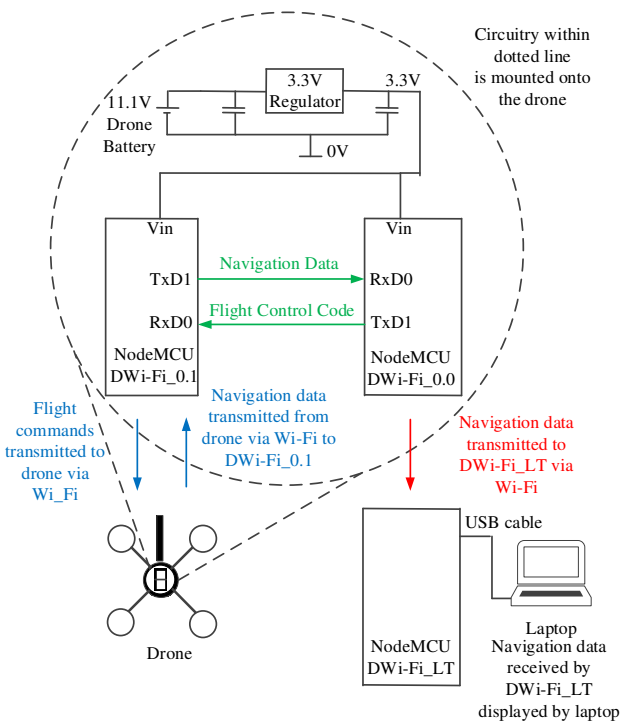 Circuitry within
dotted line
is mounted onto
the drone
11.1V
Drone
Battery
3.3V
Regulator
3.3V
0V
Vin
TxD1
RxD0
NodeMCU
DWi-Fi_0.1
Navigation Data
Flight Control Code
Vin
RxD0
TxD1
NodeMCU
DWi-Fi_0.0
Flight
commands
transmitted to
drone via
Wi_Fi
Navigation data
transmitted from
drone via Wi-Fi to
DWi-Fi_0.1
Navigation data
transmitted to
DWi-Fi_LT via
Wi-Fi
Drone
NodeMCU
DWi-Fi_LT
USB cable
Laptop
Navigation data
received by
DWi-Fi_LT
displayed by laptop